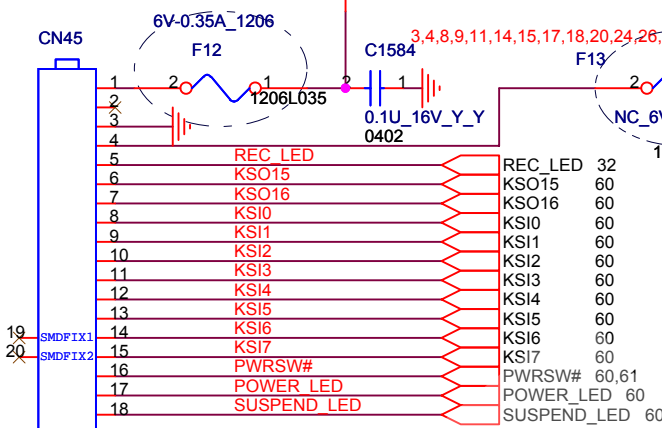 6V-0.35A_1206
CN45
F12
C1584
3,4,8,9,11,14,15,17,18,20,24,26,
F13
1
2
1
2
1
2
1206L035
0.1U_16V_Y_Y
0402
NC_6V
1
2
3
4
5 REC_LED REC_LED 32
6 KSO15 KSO15 60
7 KSO16 KSO16 60
8 KSI0 KSI0 60
9 KSI1 KSI1 60
10 KSI2 KSI2 60
11 KSI3 KSI3 60
12 KSI4 KSI4 60
13 KSI5 KSI5 60
19 SMDFIX1 14 KSI6 KSI6 60
20 SMDFIX2 15 KSI7 KSI7 60
16 PWRSW# PWRSW# 60,61
17 POWER_LED POWER_LED 60
18 SUSPEND_LED SUSPEND_LED 60